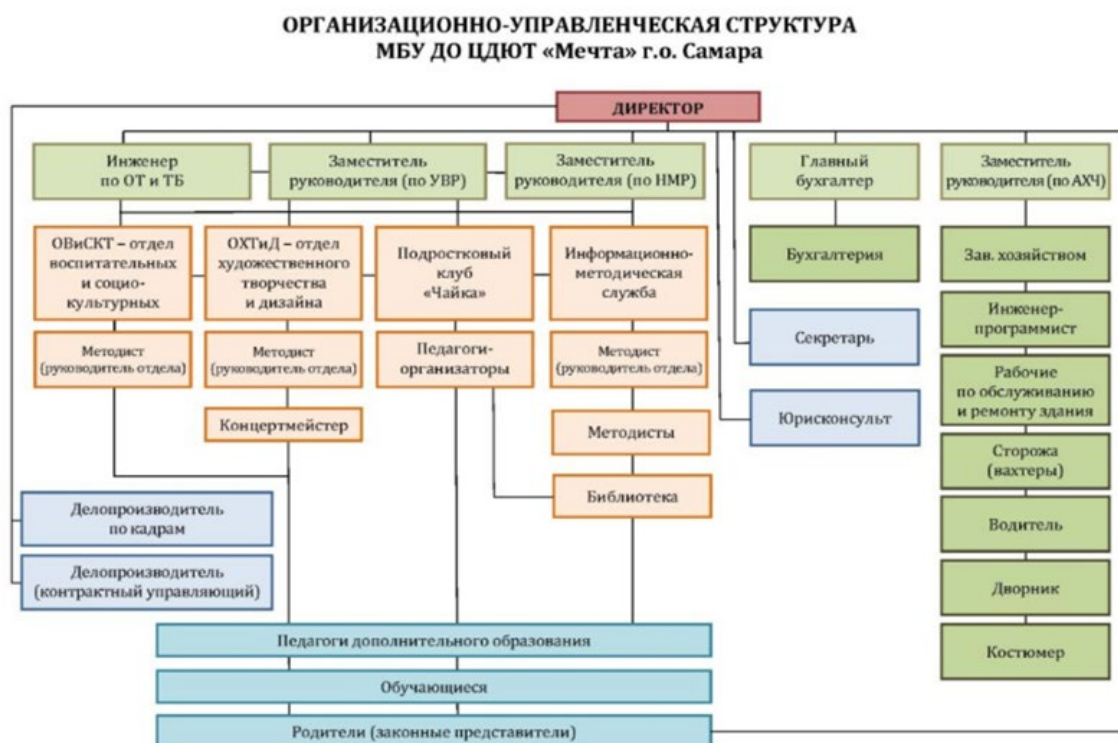 ОРГАНИЗАЦИОННО-УПРАВЛЕНЧЕСКАЯ СТРУКТУРА
МБУ ДО ЦДЮТ «Мечта» г.о. Самара
ДИРЕКТОР
Инженер
по ОТ и ТБ
Заместитель
руководителя (по УВР)
Заместитель
руководителя (по НМР)
Главный
бухгалтер
Заместитель
руководителя (по АХЧ)
ОВиСКТ – отдел
воспитательных
и социо-
культурных
ОХТиД – отдел
художественного
творчества
и дизайна
Подростковый
клуб
«Чайка»
Информационно-
методическая
служба
Бухгалтерия
Зав. хозяйством
Методист
(руководитель отдела)
Методист
(руководитель отдела)
Педагоги-
организаторы
Методист
(руководитель отдела)
Секретарь
Инженер-
программист
Концертмейстер
Методисты
Юрисконсульт
Рабочие
по обслуживанию
и ремонту здания
Библиотека
Сторожа
(вахтеры)
Делопроизводитель
по кадрам
Водитель
Делопроизводитель
(контрактный управляющий)
Дворник
Педагоги дополнительного образования
Костюмер
Обучающиеся
Родители (законные представители)